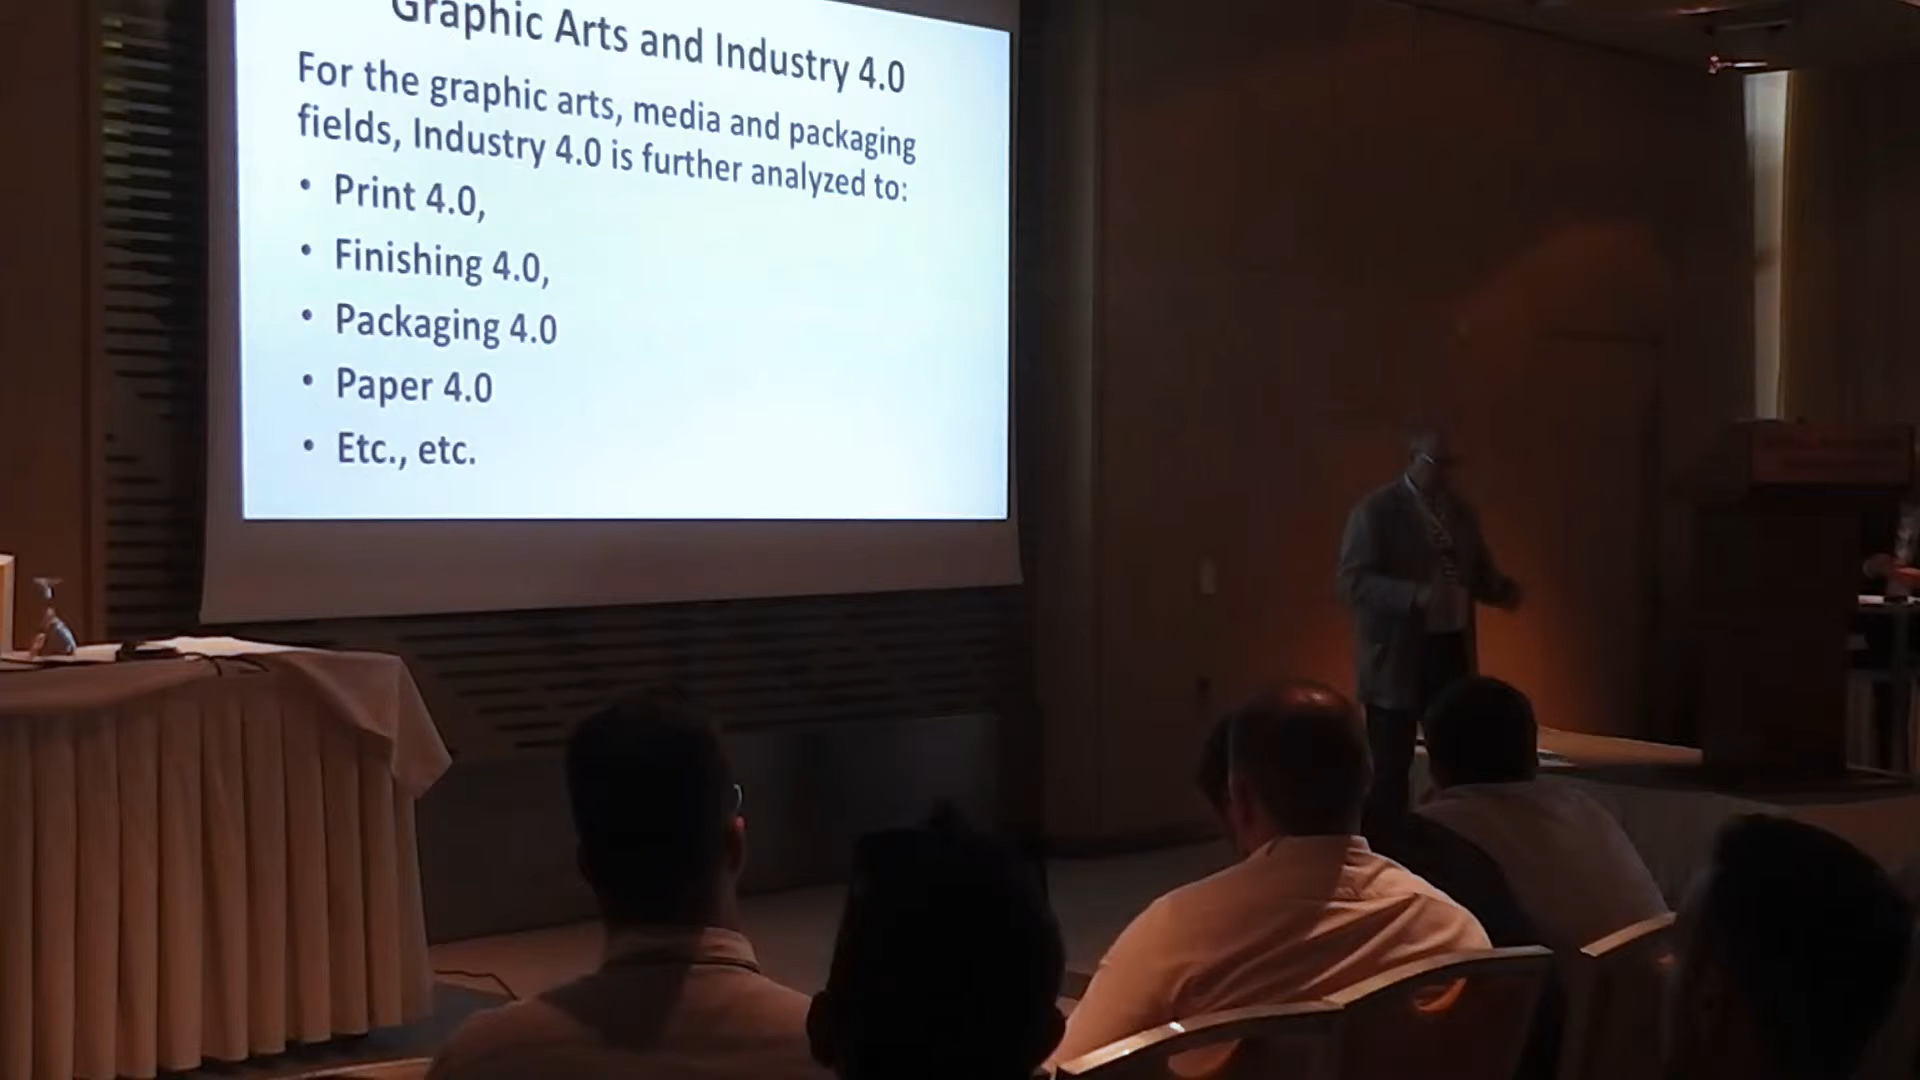 Graphic Arts and Industry 4.0
For the graphic arts, media and packaging
fields, Industry 4.0 is further analyzed to:
• Print 4.0,
• Finishing 4.0,
• Packaging 4.0
• Paper 4.0
• Etc., etc.